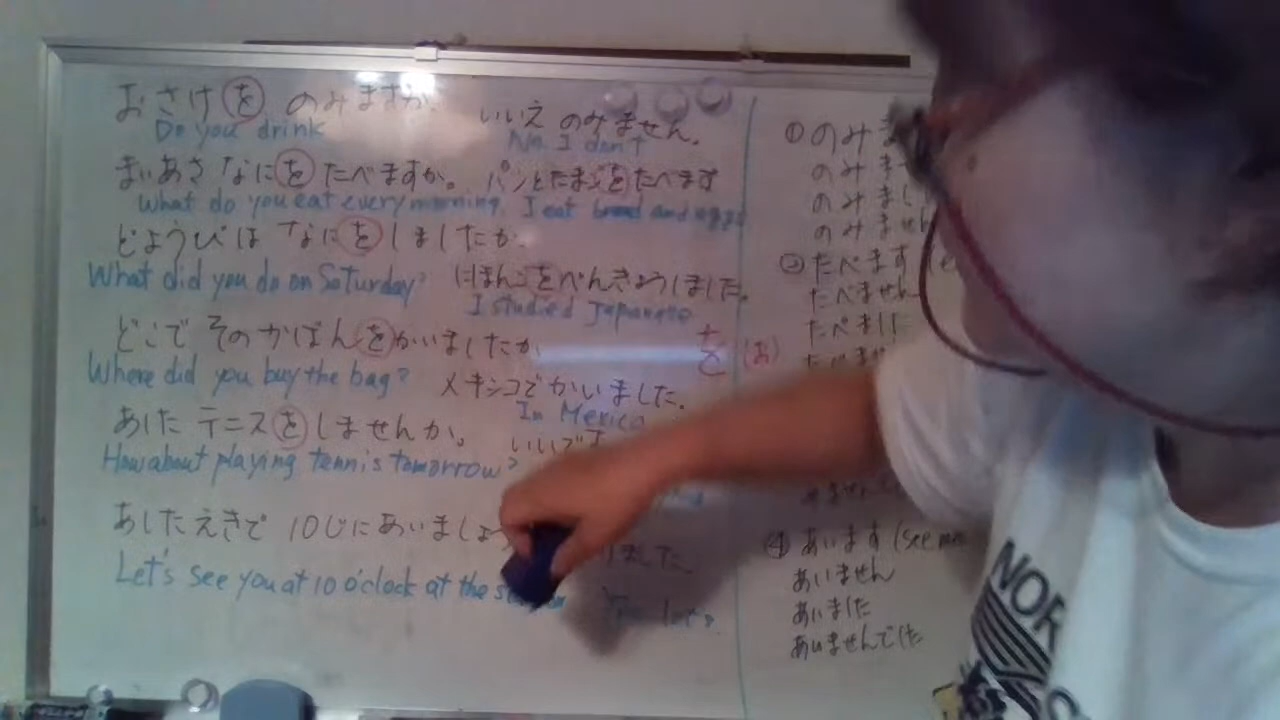 おさけを のみますか。 いいえ のみません。
Do you drink No I don't
まいあさ なにを たべますか。 パンとたまごをたべます
What do you eat every morning. I eat bread and eggs
どようびは なにをしましたか。
What did you do on Saturday? にほんごをべんきょうしました。
I studied Japanese
どこで そのかばんをかいましたか。
Where did you buy the bag? メキシコでかいました。
In Mexico
あした テニスをしませんか。 いいです
How about playing tennis tomorrow?
あしたえきで 10じにあいましょ
Let's see you at 10 o'clock at the
let's
を (お)
① のみま
のみま
のみまし
のみませ
② たべます
たべません
たべました
たべませ
④ あいます (see
あいません
あいました
あいませんでした
NOR